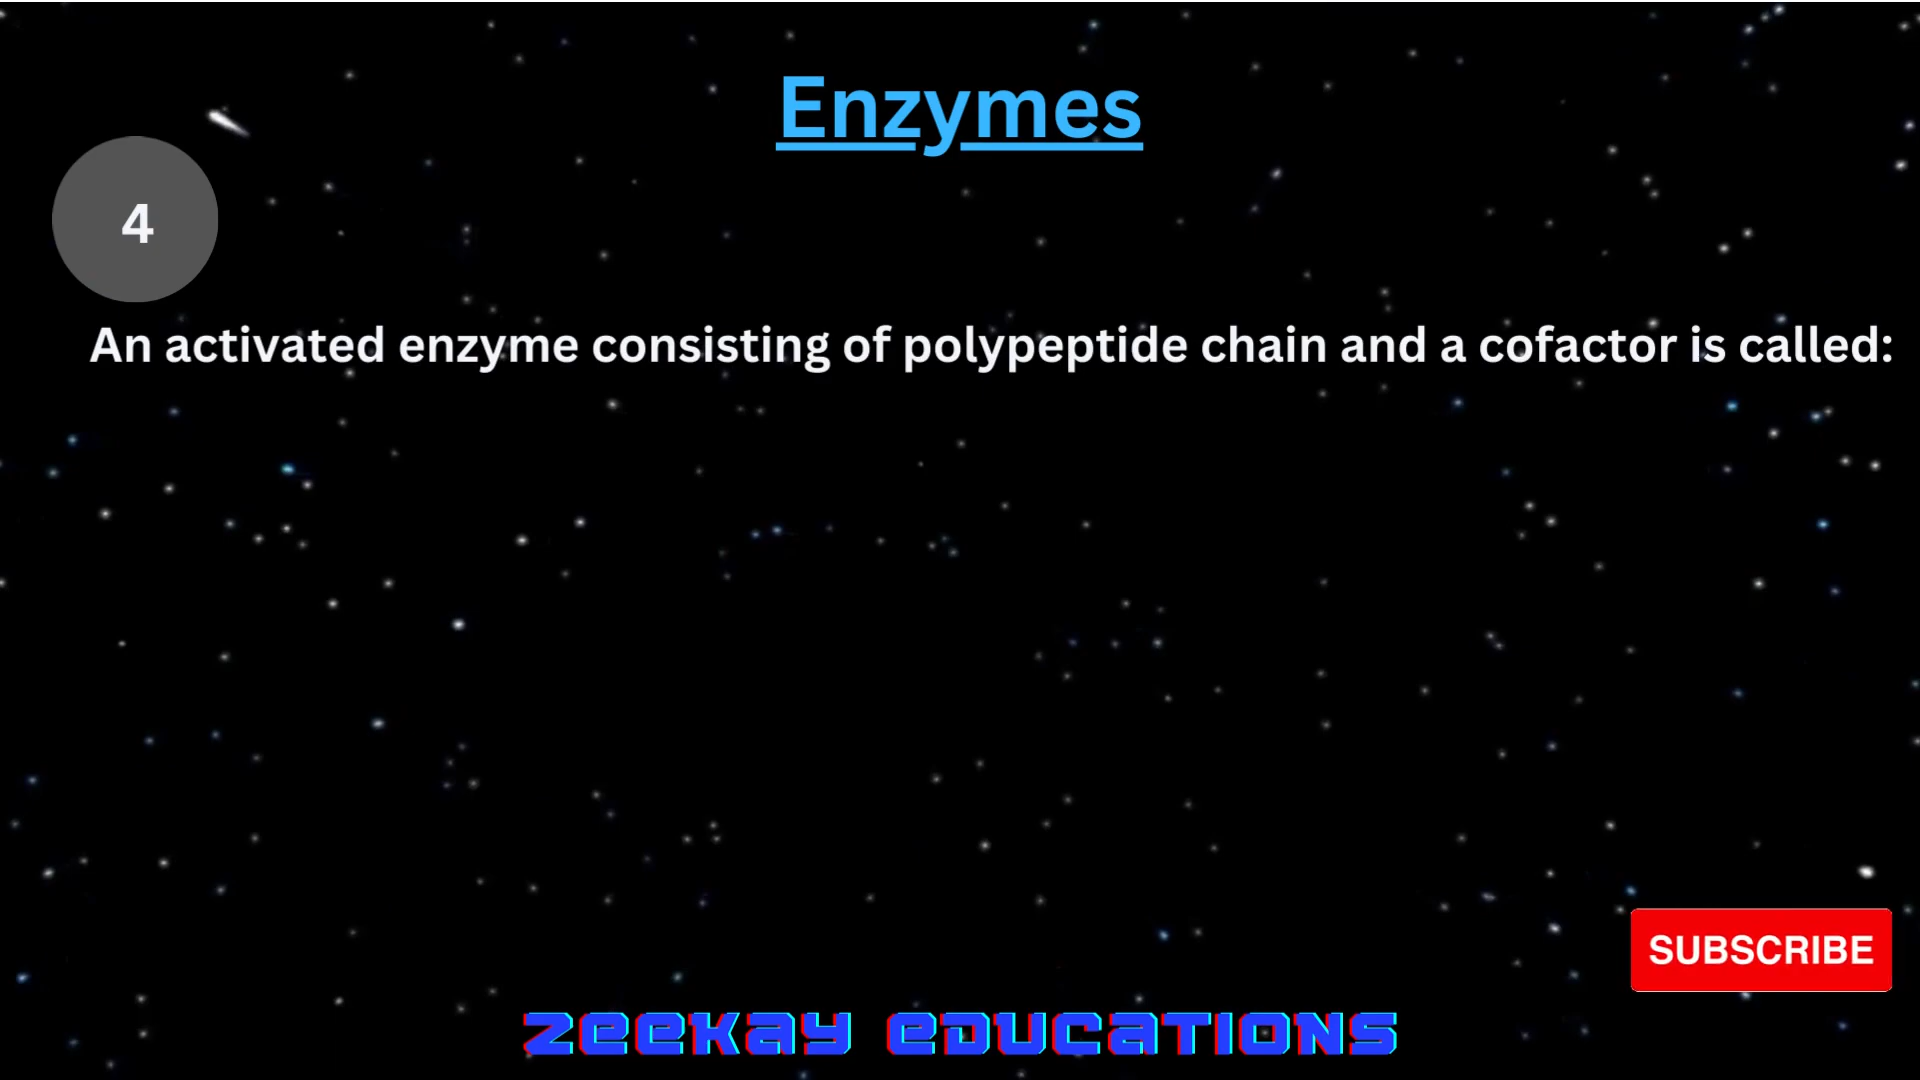 Enzymes
4
An activated enzyme consisting of polypeptide chain and a cofactor is called:
SUBSCRIBE
ZEEKAY EDUCATIONS